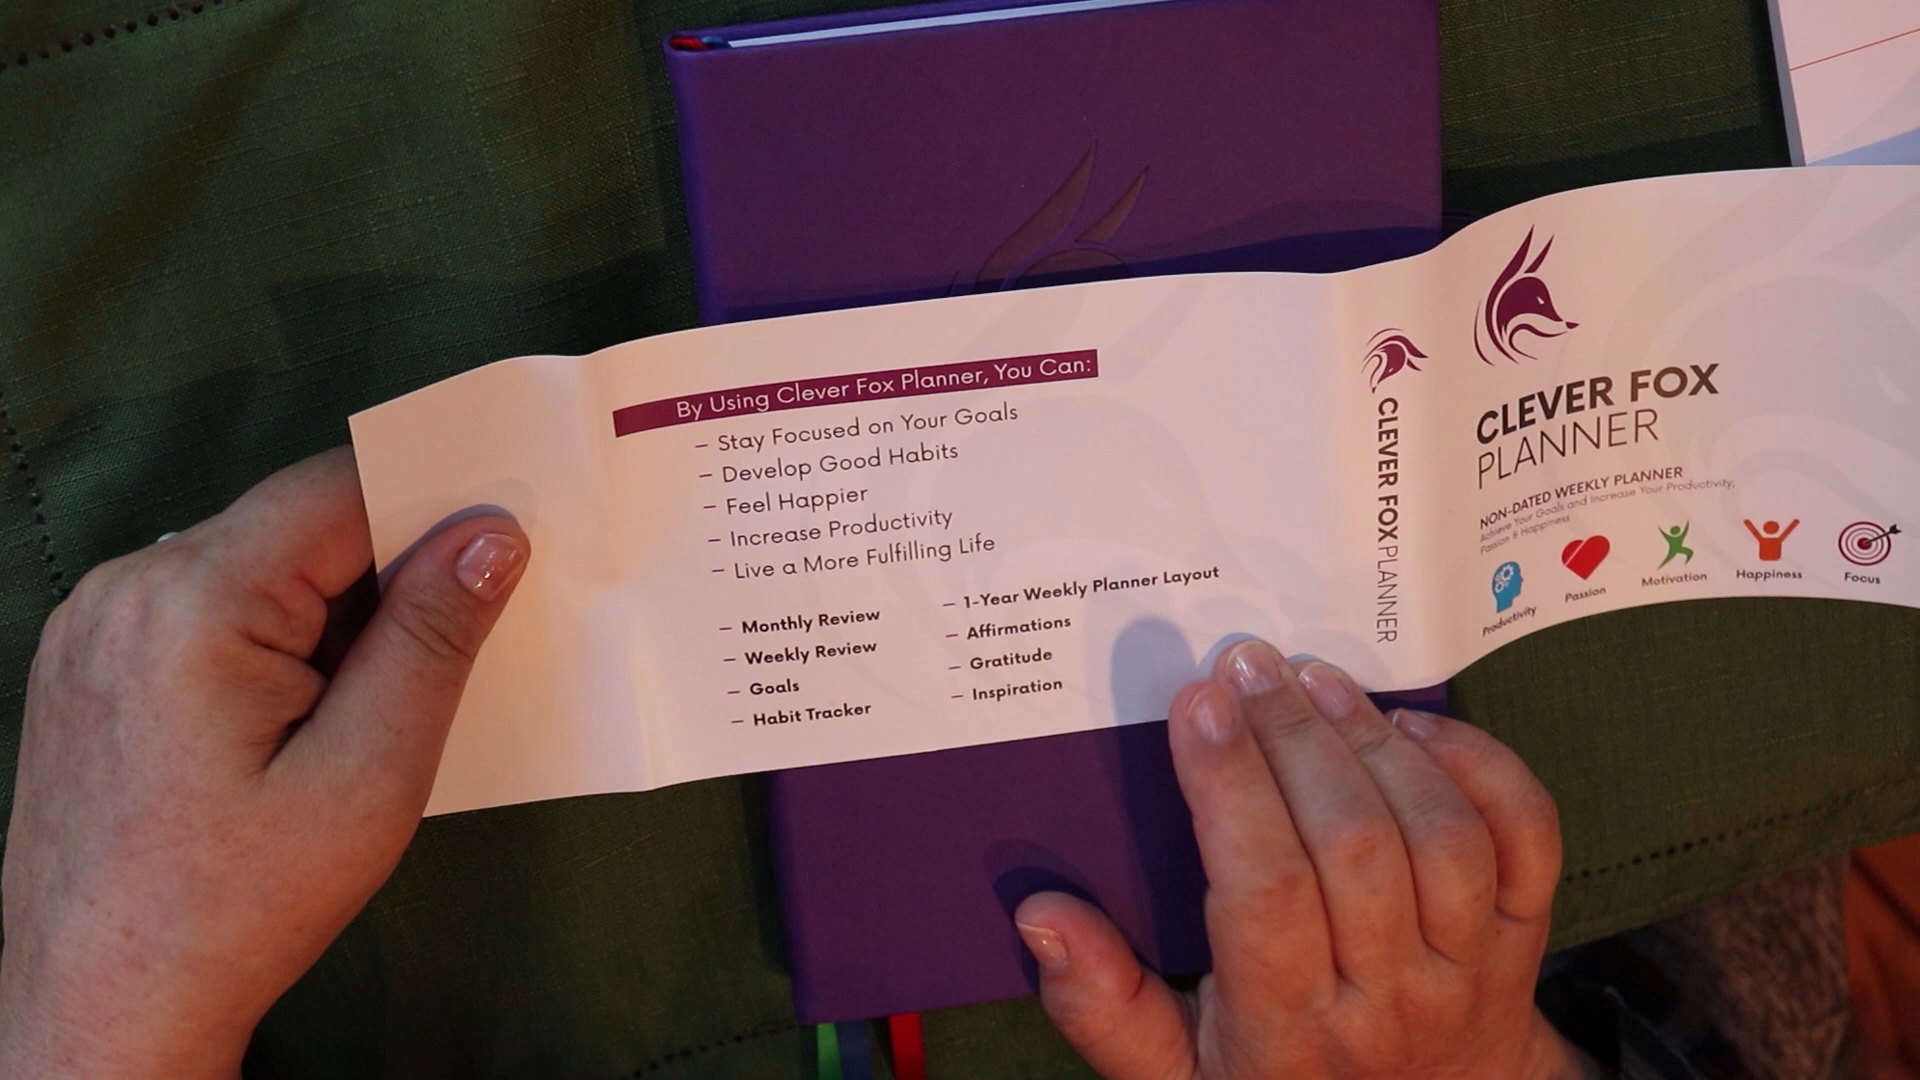 By Using Clever Fox Planner, You Can:
– Stay Focused on Your Goals
– Develop Good Habits
– Feel Happier
– Increase Productivity
– Live a More Fulfilling Life
– Monthly Review
– Weekly Review
– Goals
– Habit Tracker
– 1-Year Weekly Planner Layout
– Affirmations
– Gratitude
– Inspiration
CLEVER FOX PLANNER
CLEVER FOX
PLANNER
NON-DATED WEEKLY PLANNER
Achieve Your Goals and Increase Your Productivity,
Passion & Happiness
Productivity
Passion
Motivation
Happiness
Focus